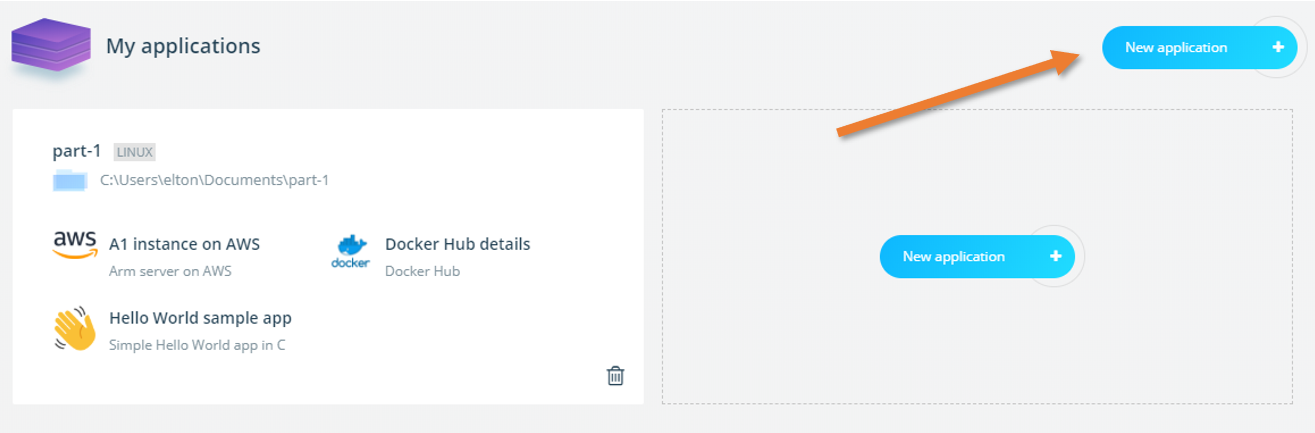 My applications
New application
part-1 LINUX
C:\Users\elton\Documents\part-1
aws A1 instance on AWS
Arm server on AWS
docker Docker Hub details
Docker Hub
Hello World sample app
Simple Hello World app in C
New application